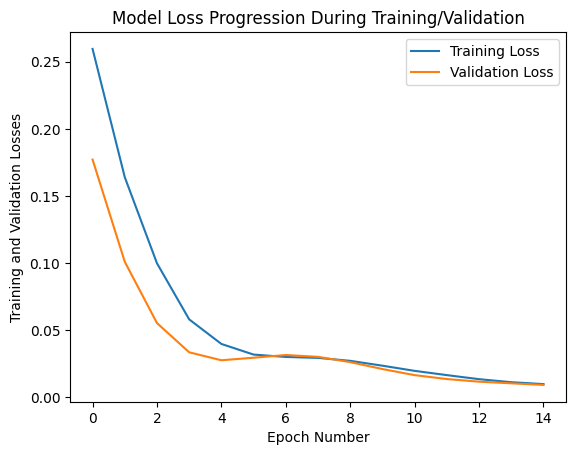 Model Loss Progression During Training/Validation
Training and Validation Losses
0.25
0.20
0.15
0.10
0.05
0.00
Training Loss
Validation Loss
0 2 4 6 8 10 12 14
Epoch Number